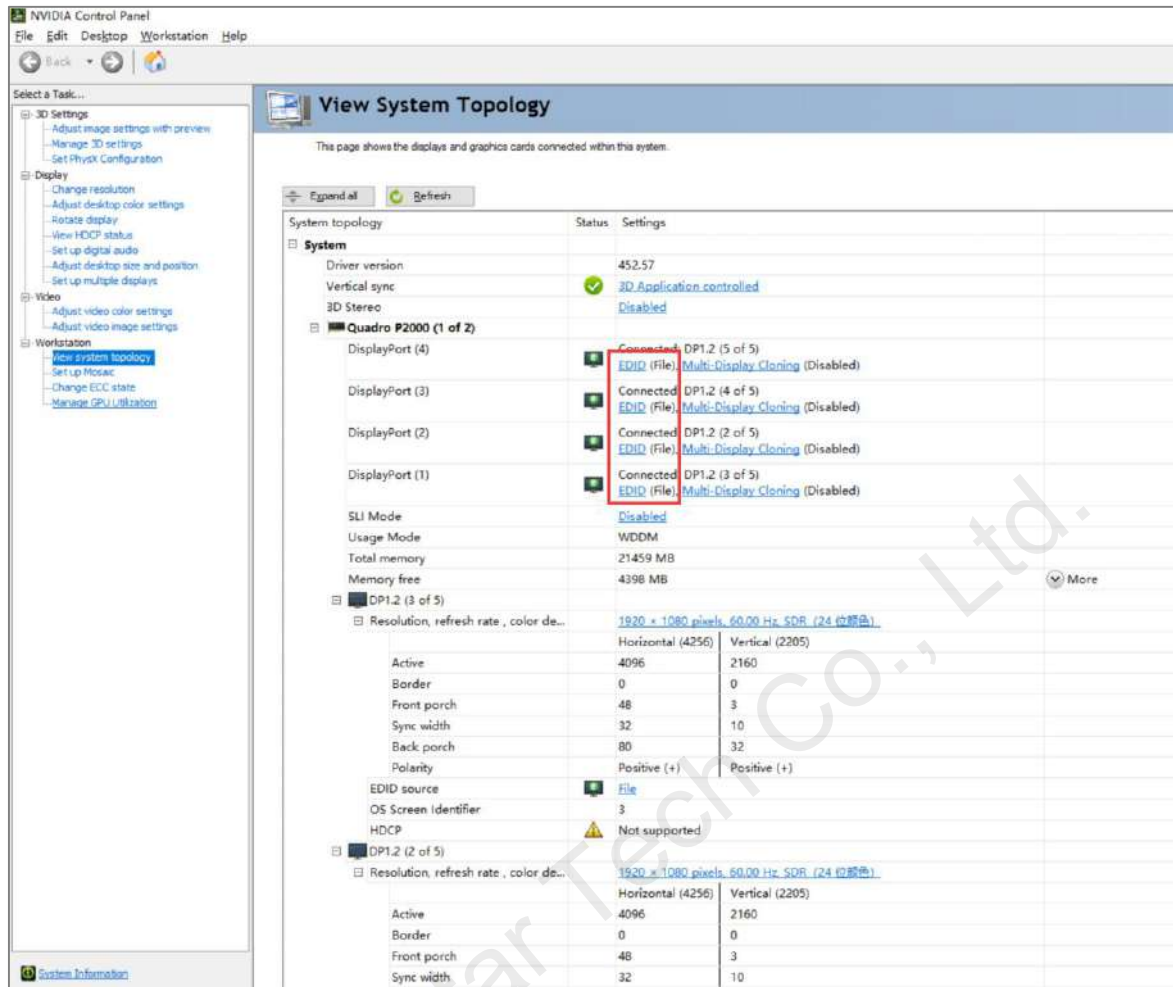 NVIDIA Control Panel
File Edit Desktop Workstation Help
Back
Select a Task...
3D Settings
Adjust image settings with preview
Manage 3D settings
Set PhysX Configuration
Display
Change resolution
Adjust desktop color settings
Rotate display
View HDCP status
Set up digital audio
Adjust desktop size and position
Set up multiple displays
Video
Adjust video color settings
Adjust video image settings
Workstation
View system topology
Set up Mosaic
Change ECC state
Manage GPU Utilization
System Information
View System Topology
This page shows the displays and graphics cards connected within this system.
Expand all Refresh
System topology Status Settings
System
Driver version 452.57
Vertical sync 3D Application controlled
3D Stereo Disabled
Quadro P2000 (1 of 2)
DisplayPort (4) Connected, DP1.2 (5 of 5)
EDID (File), Multi-Display Cloning (Disabled)
DisplayPort (3) Connected, DP1.2 (4 of 5)
EDID (File), Multi-Display Cloning (Disabled)
DisplayPort (2) Connected, DP1.2 (2 of 5)
EDID (File), Multi-Display Cloning (Disabled)
DisplayPort (1) Connected, DP1.2 (3 of 5)
EDID (File), Multi-Display Cloning (Disabled)
SLI Mode Disabled
Usage Mode WDDM
Total memory 21459 MB
Memory free 4398 MB More
DP1.2 (3 of 5)
Resolution, refresh rate , color de... 1920 × 1080 pixels, 60.00 Hz, SDR (24 位颜色)
Horizontal (4256) Vertical (2205)
Active 4096 2160
Border 0 0
Front porch 48 3
Sync width 32 10
Back porch 80 32
Polarity Positive (+) Positive (+)
EDID source File
OS Screen Identifier 3
HDCP Not supported
DP1.2 (2 of 5)
Resolution, refresh rate , color de... 1920 × 1080 pixels, 60.00 Hz, SDR (24 位颜色)
Horizontal (4256) Vertical (2205)
Active 4096 2160
Border 0 0
Front porch 48 3
Sync width 32 10
Tech Co., Ltd.